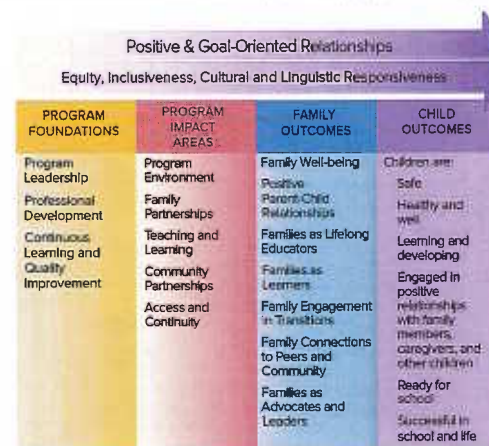 Positive & Goal-Oriented Relationships
Equity, Inclusiveness, Cultural and Linguistic Responsiveness
PROGRAM
FOUNDATIONS
Program
Leadership
Professional
Development
Continuous
Learning and
Quality
Improvement
PROGRAM
IMPACT
AREAS
Program
Environment
Family
Partnerships
Teaching and
Learning
Community
Partnerships
Access and
Continuity
FAMILY
OUTCOMES
Family Well-being
Positive
Parent-Child
Relationships
Families as Lifelong
Educators
Families as
Learners
Family Engagement
in Transitions
Family Connections
to Peers and
Community
Families as
Advocates and
Leaders
CHILD
OUTCOMES
Children are:
Safe
Healthy and
well
Learning and
developing
Engaged in
positive
relationships
with family
members,
caregivers, and
other children
Ready for
school
Successful in
school and life